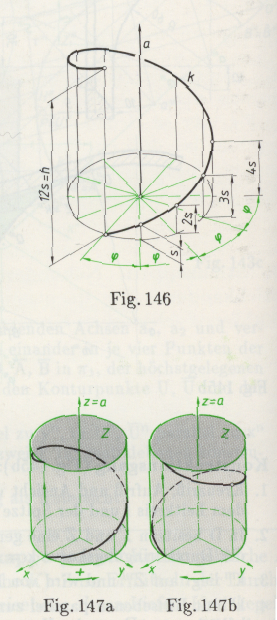 a
k
12s=h
4s
3s
2s
s
φ φ φ φ
Fig. 146
z=a z=a
Z Z
x + y x − y
Fig. 147a Fig. 147b